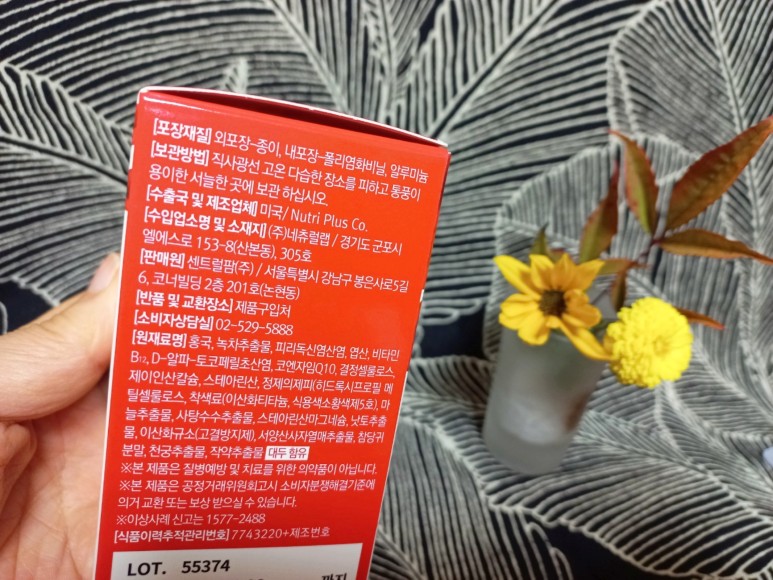 [포장재질] 외포장-종이, 내포장-폴리염화비닐, 알루미늄
[보관방법] 직사광선 고온 다습한 장소를 피하고 통풍이
용이한 서늘한 곳에 보관 하십시오.
[수출국 및 제조업체] 미국/ Nutri Plus Co.
[수입업소명 및 소재지] (주)네츄럴랩 / 경기도 군포시
엘에스로 153-8(산본동), 305호
[판매원] 센트럴팜(주) / 서울특별시 강남구 봉은사로5길
6, 코너빌딩 2층 201호(논현동)
[반품 및 교환장소] 제품구입처
[소비자상담실] 02-529-5888
[원재료명] 홍국, 녹차추출물, 피리독신염산염, 엽산, 비타민
B12, D-알파-토코페릴초산염, 코엔자임Q10, 결정셀룰로스,
제이인산칼슘, 스테아린산, 정제의제피(히드록시프로필 메
틸셀룰로스, 착색료(이산화티타늄, 식용색소황색제5호), 마
늘추출물, 사탕수수추출물, 스테아린산마그네슘, 낫토추출
물, 이산화규소(고결방지제), 서양산사자열매추출물, 참당귀
분말, 천궁추출물, 작약추출물 대두 함유
※본 제품은 질병예방 및 치료를 위한 의약품이 아닙니다.
※본 제품은 공정거래위원회고시 소비자분쟁해결기준에
의거 교환 또는 보상 받으실 수 있습니다.
※이상사례 신고는 1577-2488
[식품이력추적관리번호] 7743220+제조번호
LOT. 55374
까지